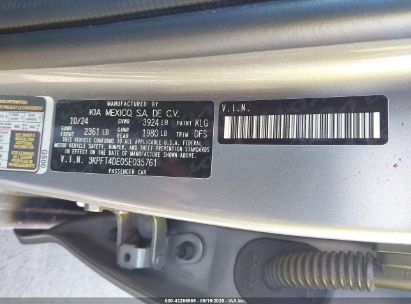 MANUFACTURED BY
KIA MEXICO, S.A. DE C.V.
10/24 GVWR 3924 LB PAINT KLG
GAWR FRONT 2361 LB GAWR REAR 1980 LB TRIM DFS
THIS VEHICLE CONFORMS TO ALL APPLICABLE U.S.A. FEDERAL
MOTOR VEHICLE SAFETY, BUMPER, AND THEFT PREVENTION STANDARDS
IN EFFECT ON THE DATE OF MANUFACTURE SHOWN ABOVE.
V.I.N. 3KPFT4DE0SE035761
PASSENGER CAR
V.I.N.
G500